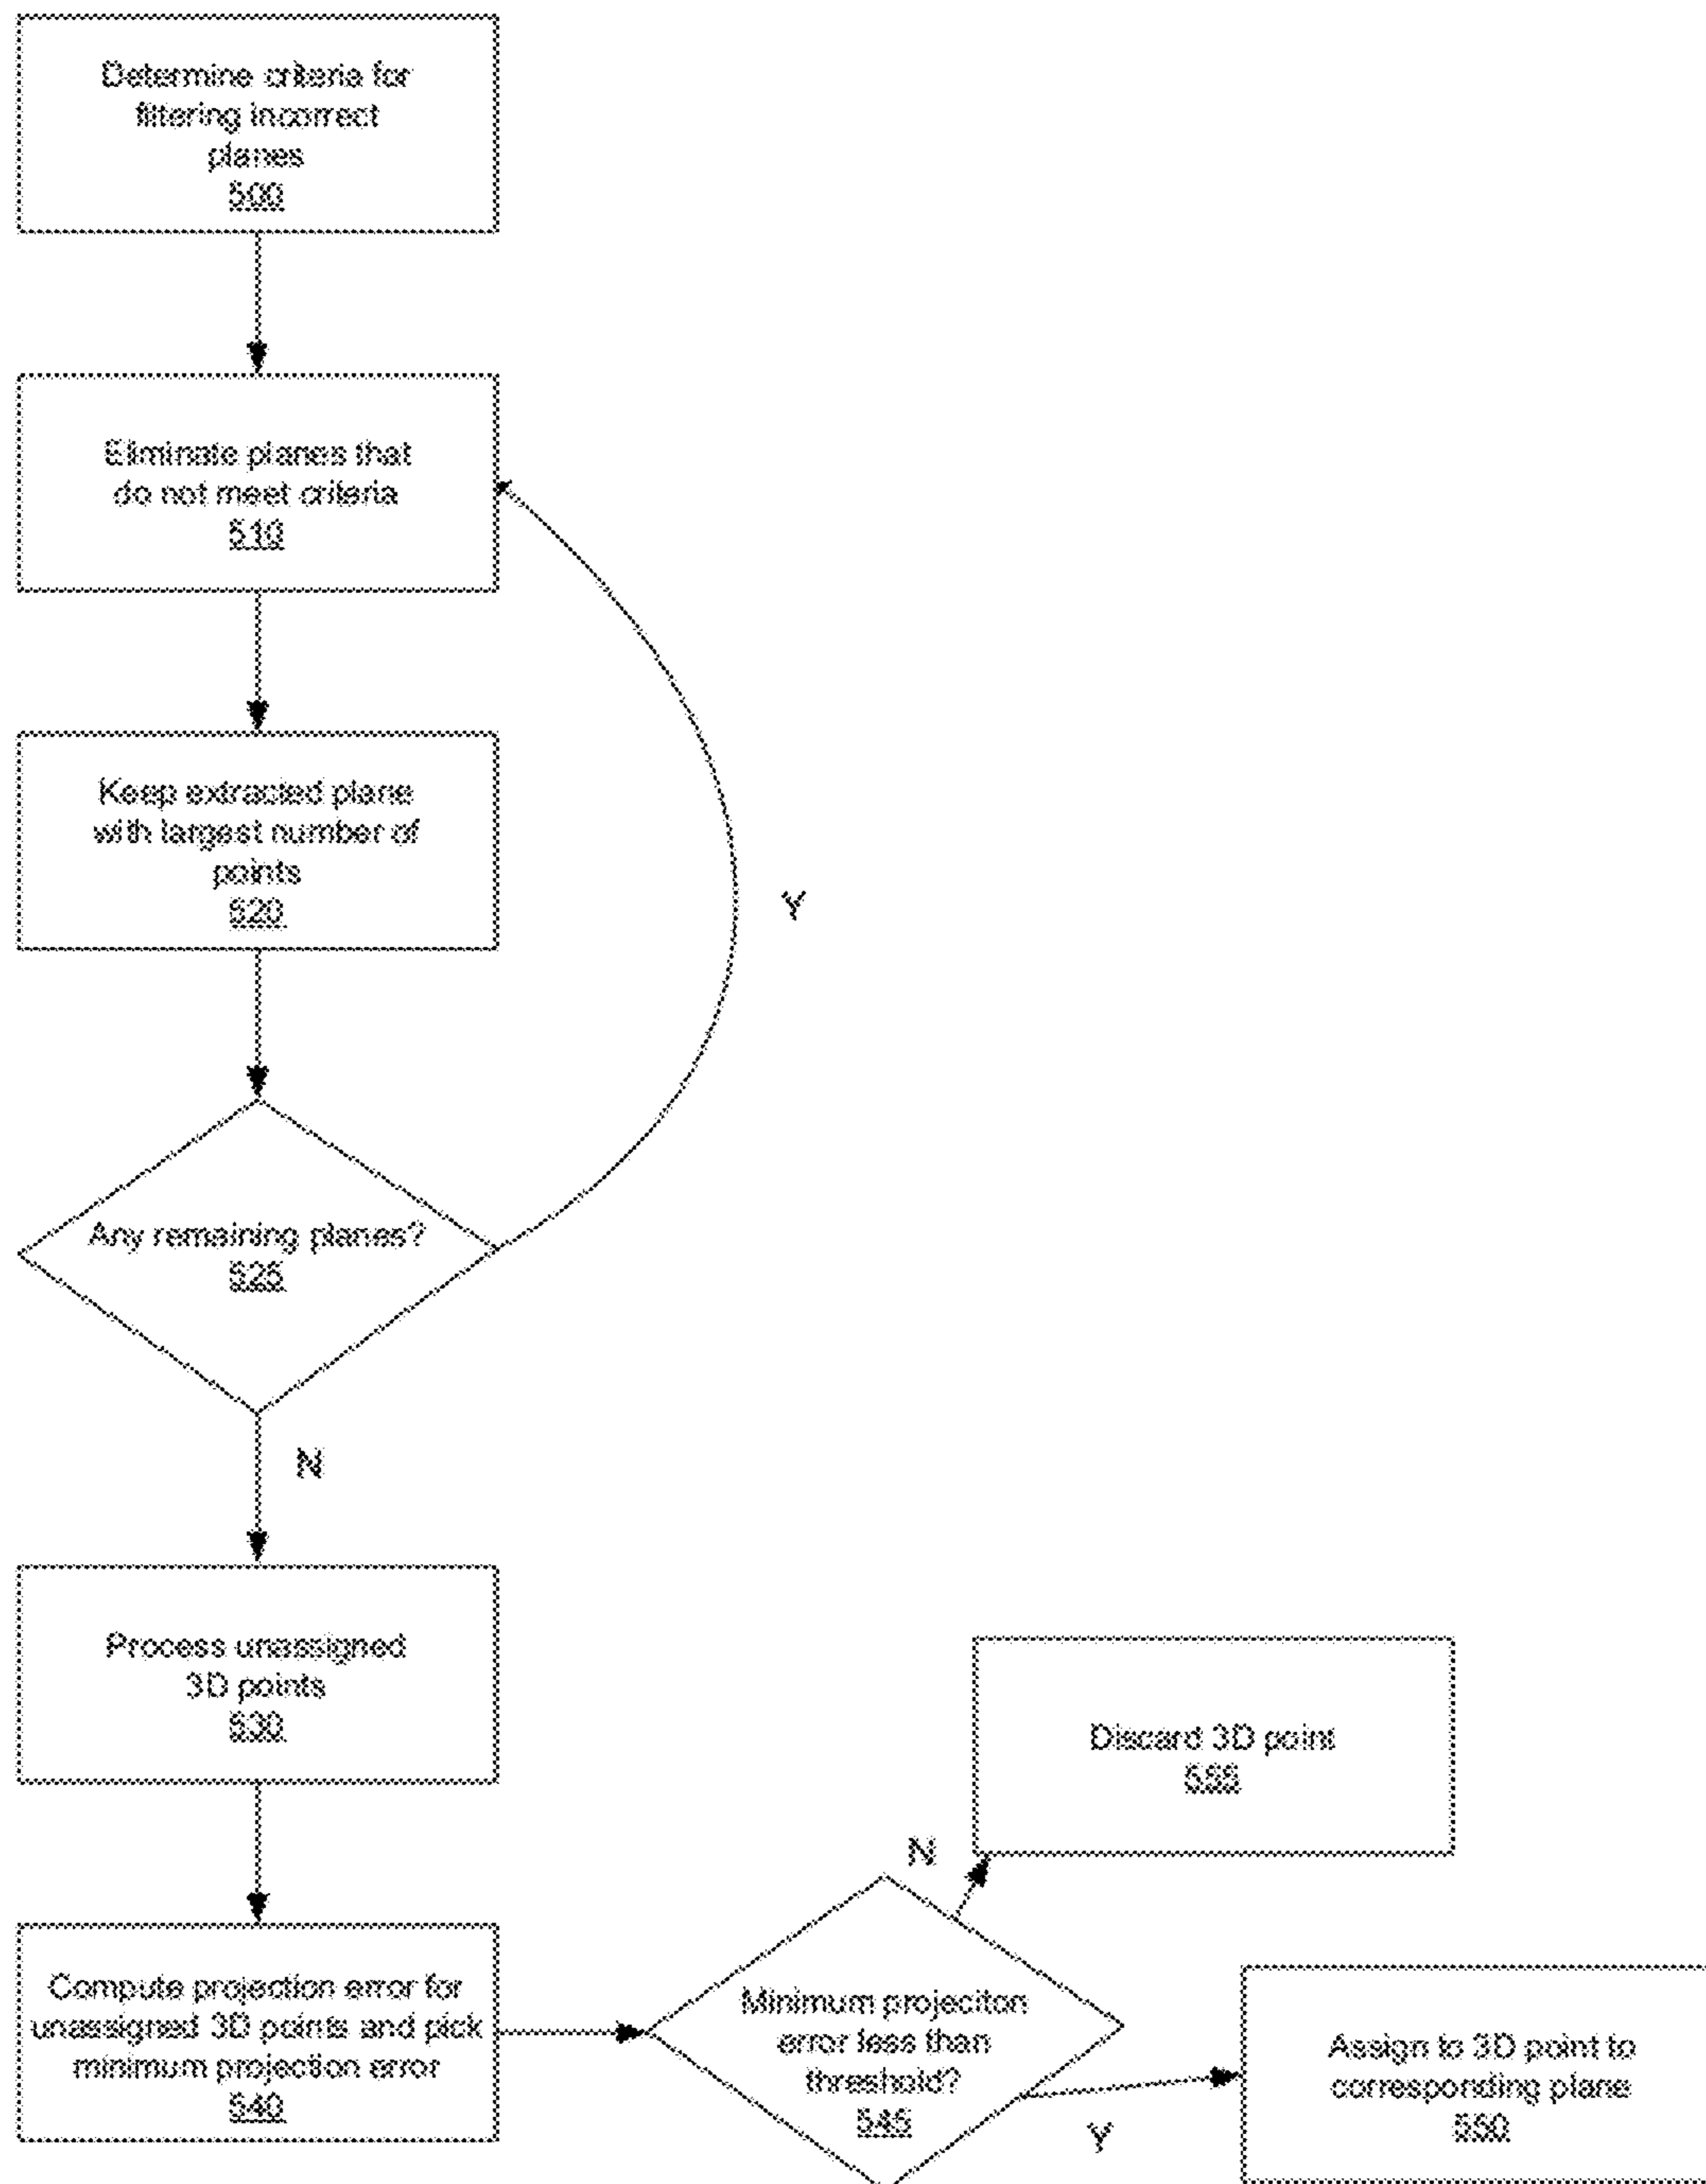 Determine criteria for
filtering incorrect
planes
500
Eliminate planes that
do not meet criteria
510
Keep extracted plane
with largest number of
points
520
Y
Any remaining planes?
525
N
Process unassigned
3D points
530
Discard 3D point
555
N
Compute projection error for
unassigned 3D points and pick
minimum projection error
540
Minimum projeciton
error less than
threshold?
545
Y
Assign to 3D point to
corresponding plane
550